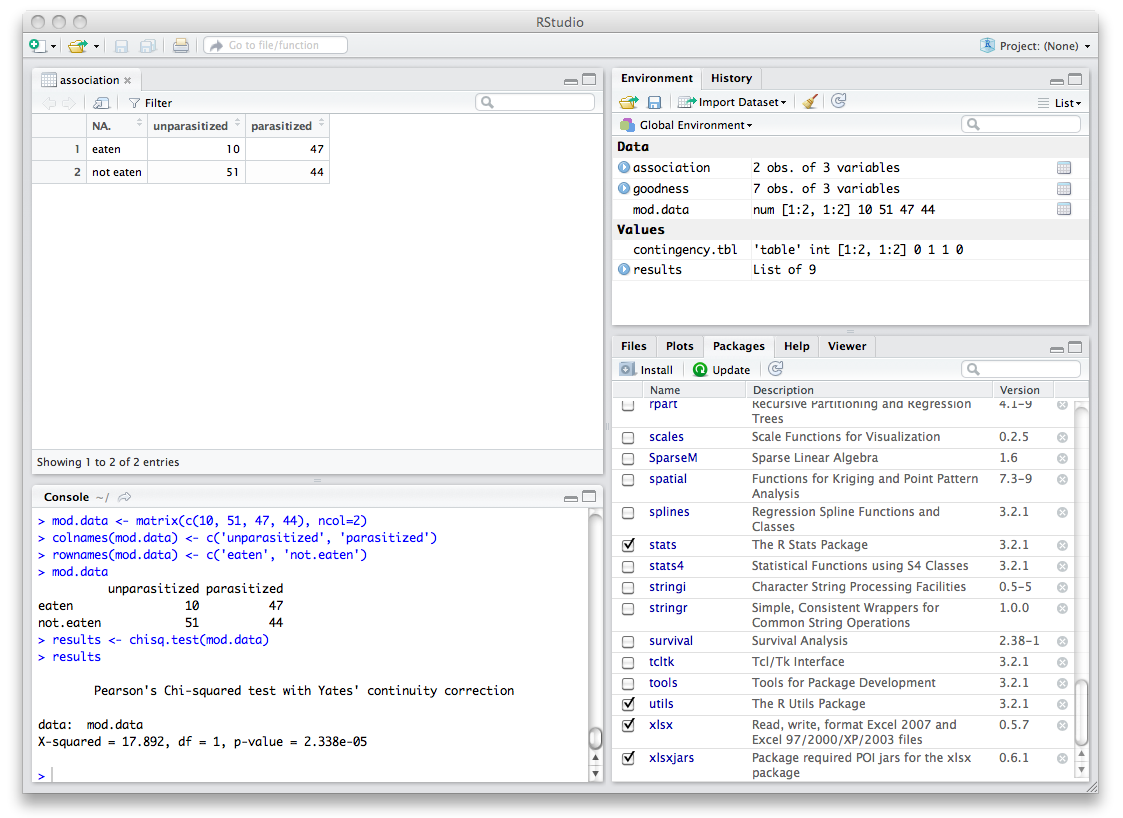 RStudio
Go to file/function
Project: (None)
association
Filter
NA. unparasitized parasitized
1 eaten 10 47
2 not eaten 51 44
Showing 1 to 2 of 2 entries
Console ~/
> mod.data <- matrix(c(10, 51, 47, 44), ncol=2)
> colnames(mod.data) <- c('unparasitized', 'parasitized')
> rownames(mod.data) <- c('eaten', 'not.eaten')
> mod.data
unparasitized parasitized
eaten 10 47
not.eaten 51 44
> results <- chisq.test(mod.data)
> results
Pearson's Chi-squared test with Yates' continuity correction
data: mod.data
X-squared = 17.892, df = 1, p-value = 2.338e-05
>
Environment History
Import Dataset List
Global Environment
Data
association 2 obs. of 3 variables
goodness 7 obs. of 3 variables
mod.data num [1:2, 1:2] 10 51 47 44
Values
contingency.tbl 'table' int [1:2, 1:2] 0 1 1 0
results List of 9
Files Plots Packages Help Viewer
Install Update
Name Description Version
rpart Recursive Partitioning and Regression 4.1-9
Trees
scales Scale Functions for Visualization 0.2.5
SparseM Sparse Linear Algebra 1.6
spatial Functions for Kriging and Point Pattern 7.3-9
Analysis
splines Regression Spline Functions and 3.2.1
Classes
stats The R Stats Package 3.2.1
stats4 Statistical Functions using S4 Classes 3.2.1
stringi Character String Processing Facilities 0.5-5
stringr Simple, Consistent Wrappers for 1.0.0
Common String Operations
survival Survival Analysis 2.38-1
tcltk Tcl/Tk Interface 3.2.1
tools Tools for Package Development 3.2.1
utils The R Utils Package 3.2.1
xlsx Read, write, format Excel 2007 and 0.5.7
Excel 97/2000/XP/2003 files
xlsxjars Package required POI jars for the xlsx 0.6.1
package